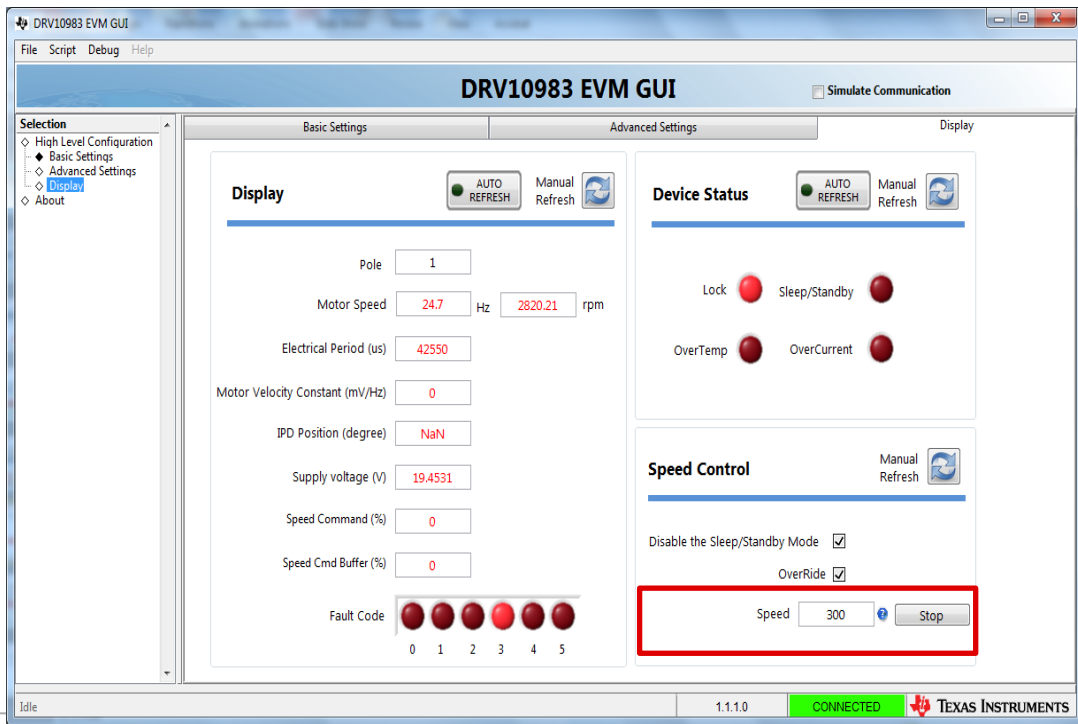 DRV10983 EVM GUI
File Script Debug Help
DRV10983 EVM GUI
Simulate Communication
Selection
High Level Configuration
Basic Settings
Advanced Settings
Display
About
Basic Settings
Advanced Settings
Display
Display
AUTO REFRESH
Manual Refresh
Pole 1
Motor Speed 24.7 Hz 2820.21 rpm
Electrical Period (us) 42550
Motor Velocity Constant (mV/Hz) 0
IPD Position (degree) NaN
Supply voltage (V) 19.4531
Speed Command (%) 0
Speed Cmd Buffer (%) 0
Fault Code
0 1 2 3 4 5
Device Status
AUTO REFRESH
Manual Refresh
Lock Sleep/Standby
OverTemp OverCurrent
Speed Control
Manual Refresh
Disable the Sleep/Standby Mode
OverRide
Speed 300 ? Stop
Idle
1.1.1.0
CONNECTED
TEXAS INSTRUMENTS